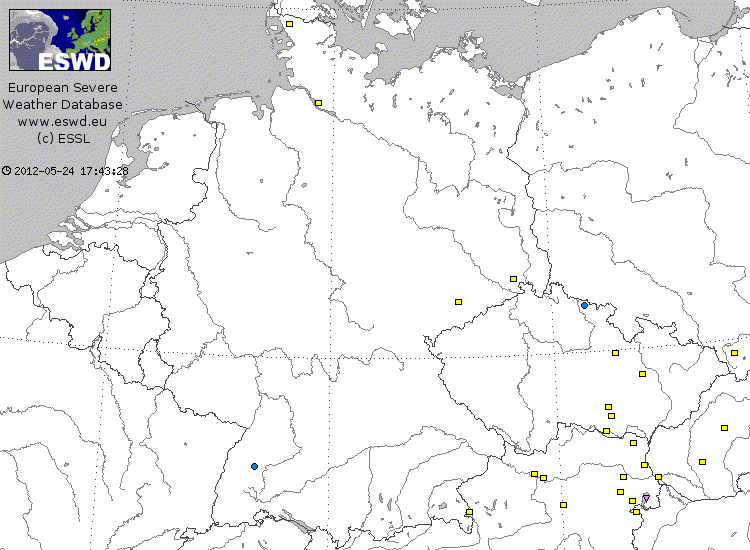 ESWD
European Severe
Weather Database
www.eswd.eu
(c) ESSL
2012-05-24 17:43:28